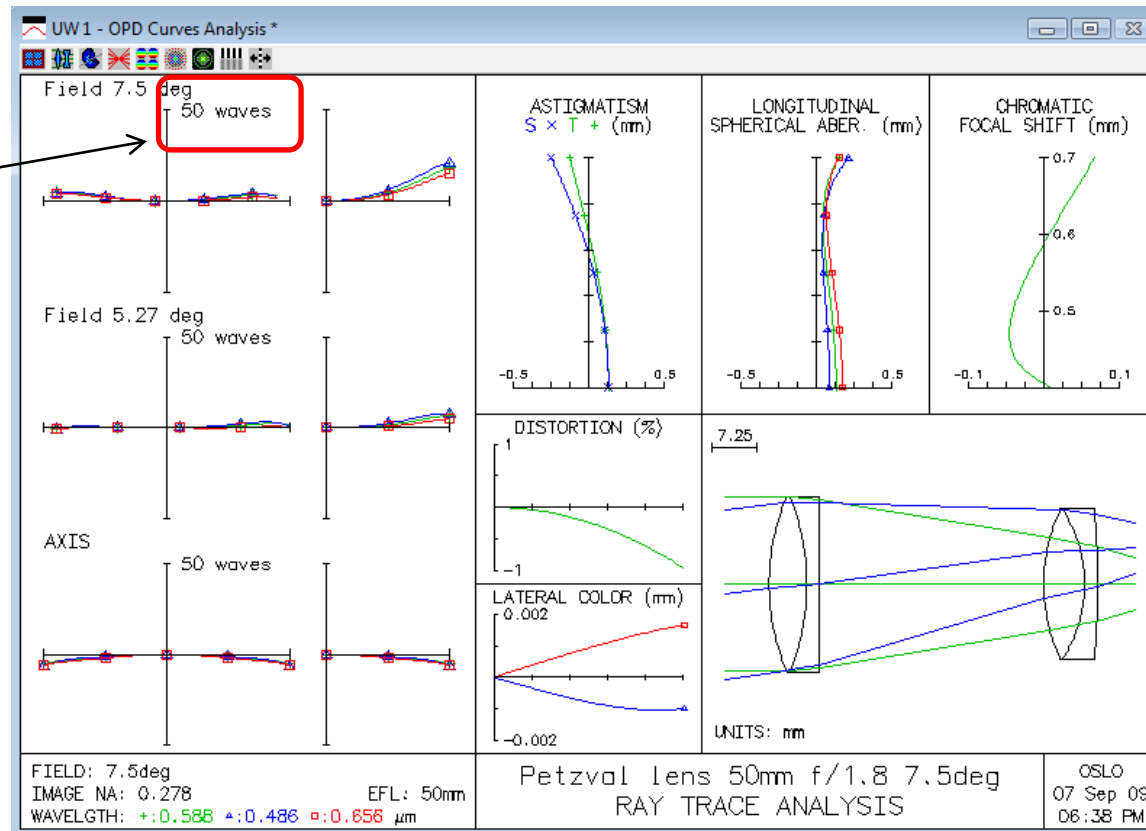 UW 1 - OPD Curves Analysis *
Field 7.5 deg
50 waves
Field 5.27 deg
50 waves
AXIS
50 waves
ASTIGMATISM
S × T + (mm)
-0.5
0.5
LONGITUDINAL
SPHERICAL ABER. (mm)
-0.5
0.5
CHROMATIC
FOCAL SHIFT (mm)
0.7
0.6
0.5
-0.1
0.1
DISTORTION (%)
1
-1
LATERAL COLOR (mm)
0.002
-0.002
7.25
UNITS: mm
FIELD: 7.5deg
IMAGE NA: 0.278 EFL: 50mm
WAVELGTH: +:0.588 ▵:0.486 ▫:0.656 µm
Petzval lens 50mm f/1.8 7.5deg
RAY TRACE ANALYSIS
OSLO
07 Sep 09
06:38 PM